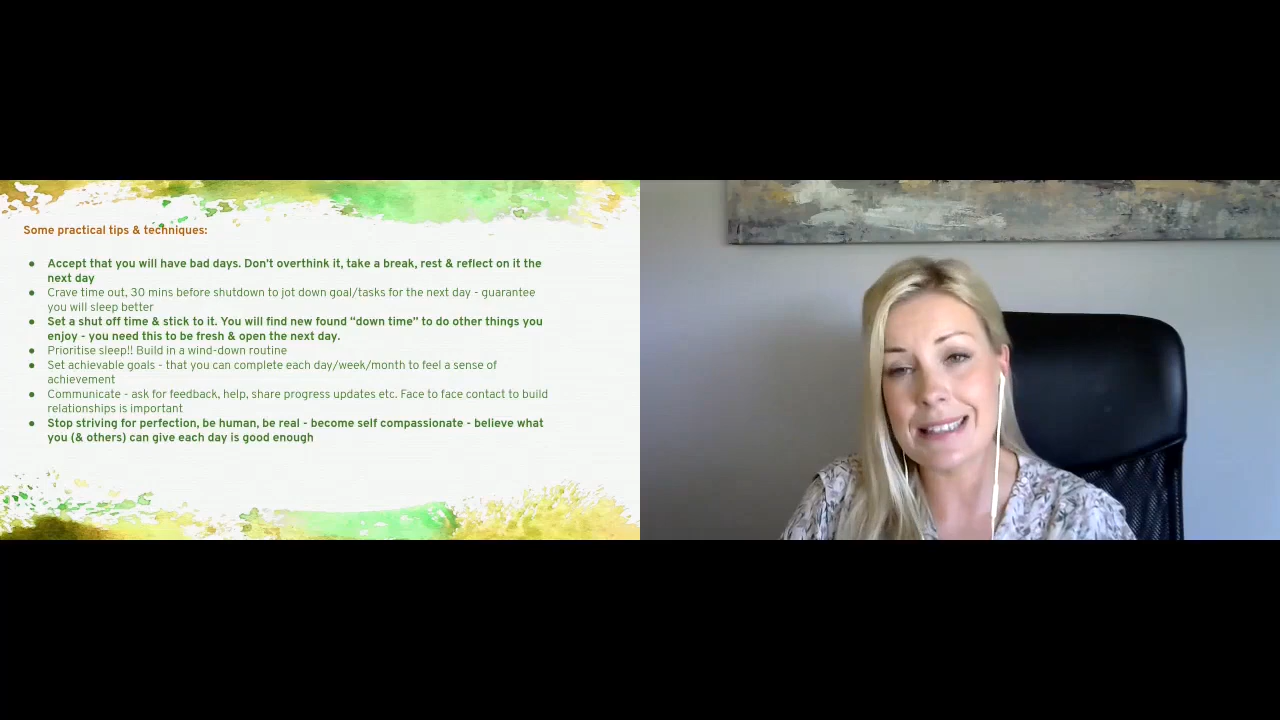 Some practical tips & techniques:
● Accept that you will have bad days. Don't overthink it, take a break, rest & reflect on it the
next day
● Crave time out, 30 mins before shutdown to jot down goal/tasks for the next day - guarantee
you will sleep better
● Set a shut off time & stick to it. You will find new found "down time" to do other things you
enjoy - you need this to be fresh & open the next day.
● Prioritise sleep!! Build in a wind-down routine
● Set achievable goals - that you can complete each day/week/month to feel a sense of
achievement
● Communicate - ask for feedback, help, share progress updates etc. Face to face contact to build
relationships is important
● Stop striving for perfection, be human, be real - become self compassionate - believe what
you (& others) can give each day is good enough